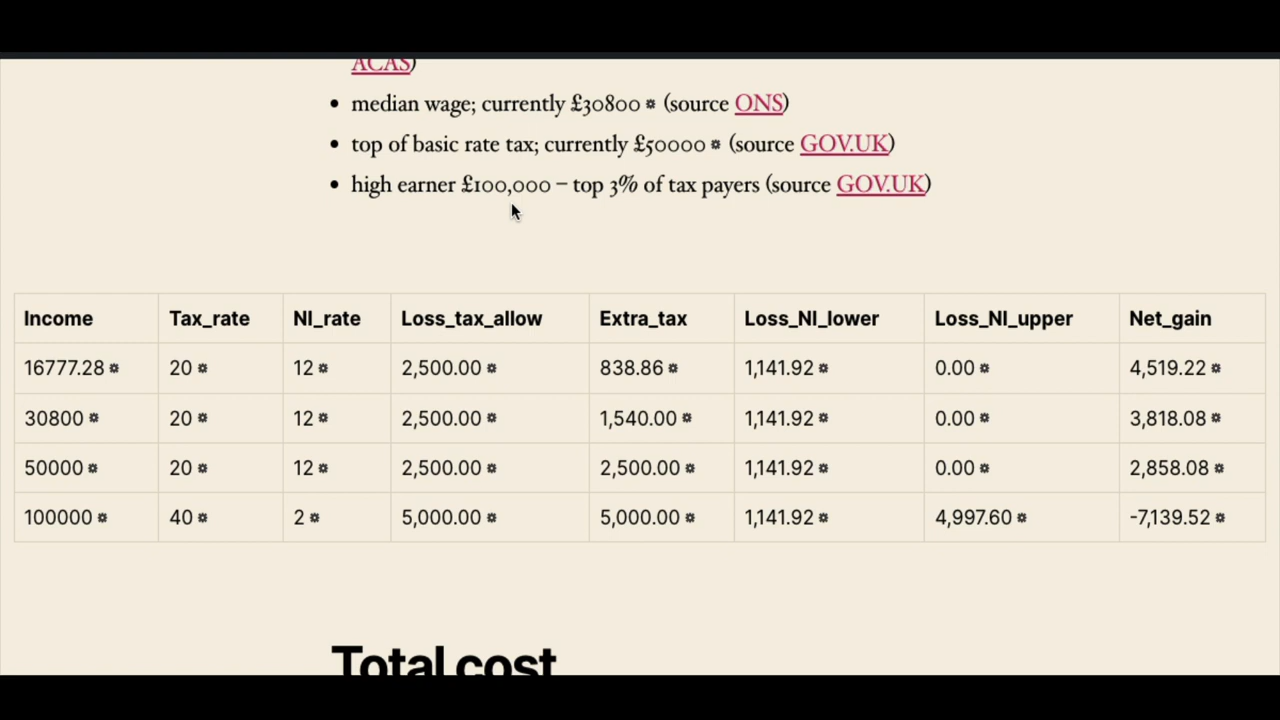 ACAS)
• median wage; currently £30800 ✵ (source ONS)
• top of basic rate tax; currently £50000 ✵ (source GOV.UK)
• high earner £100,000 – top 3% of tax payers (source GOV.UK)
Income Tax_rate NI_rate Loss_tax_allow Extra_tax Loss_NI_lower Loss_NI_upper Net_gain
16777.28 ✵ 20 ✵ 12 ✵ 2,500.00 ✵ 838.86 ✵ 1,141.92 ✵ 0.00 ✵ 4,519.22 ✵
30800 ✵ 20 ✵ 12 ✵ 2,500.00 ✵ 1,540.00 ✵ 1,141.92 ✵ 0.00 ✵ 3,818.08 ✵
50000 ✵ 20 ✵ 12 ✵ 2,500.00 ✵ 2,500.00 ✵ 1,141.92 ✵ 0.00 ✵ 2,858.08 ✵
100000 ✵ 40 ✵ 2 ✵ 5,000.00 ✵ 5,000.00 ✵ 1,141.92 ✵ 4,997.60 ✵ -7,139.52 ✵
Total cost